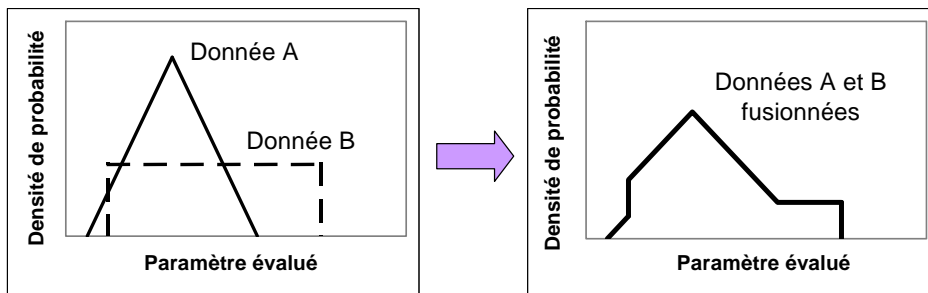 Densité de probabilité
Donnée A
Donnée B
Paramètre évalué
Densité de probabilité
Données A et B
fusionnées
Paramètre évalué